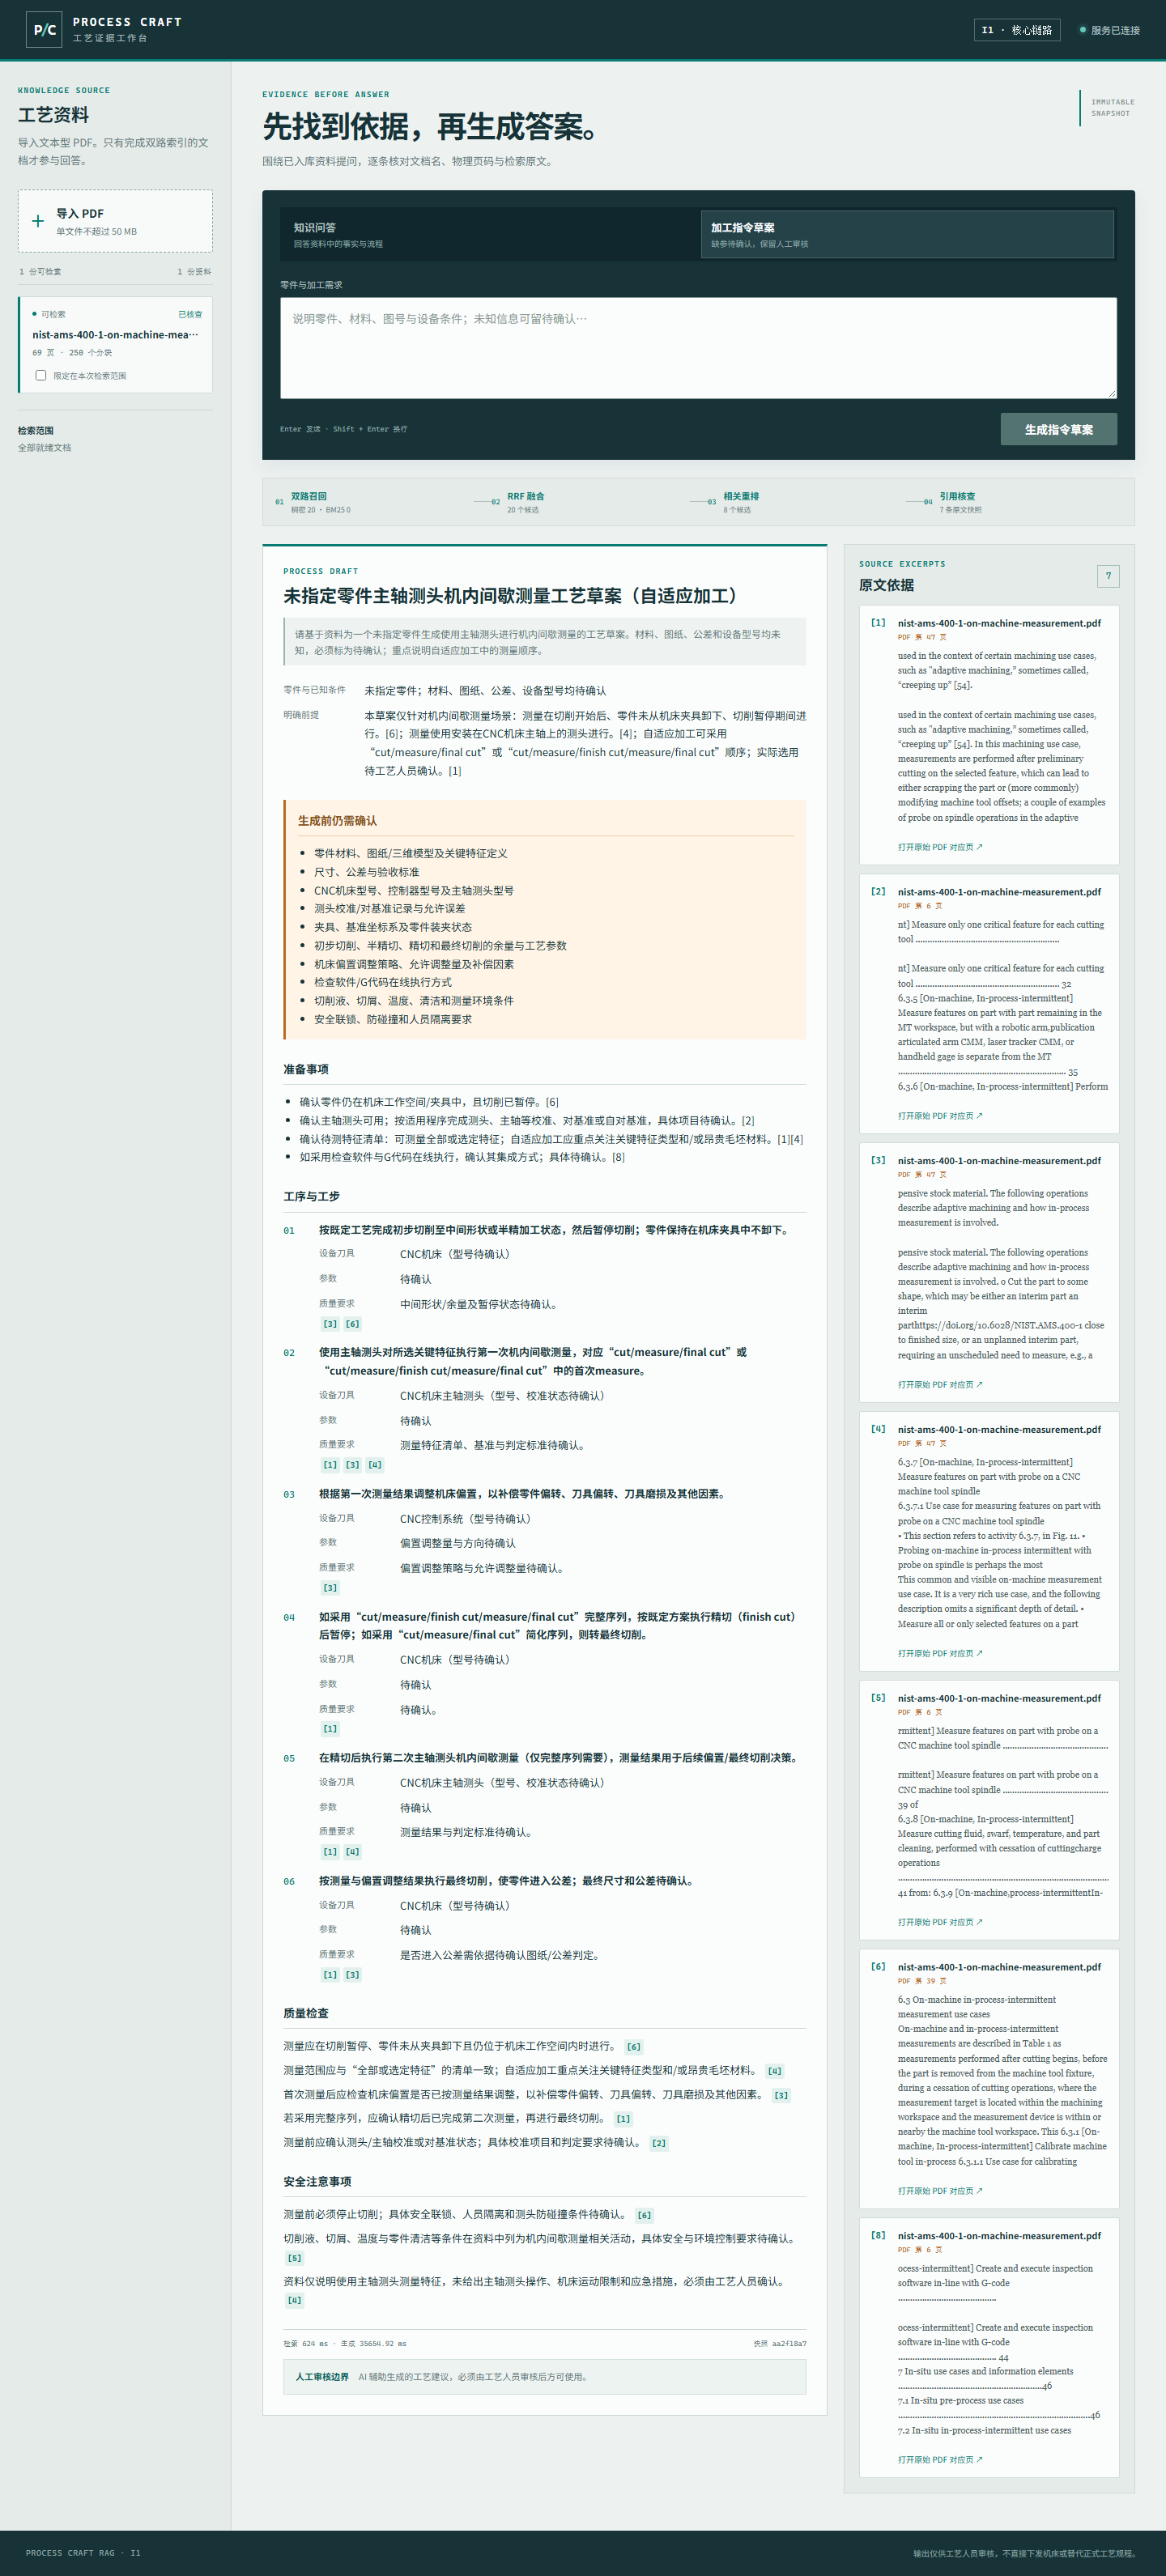 P/C
PROCESS CRAFT
工艺证据工作台
I1 · 核心链路
服务已连接
KNOWLEDGE SOURCE
工艺资料
导入文本型 PDF。只有完成双路索引的文
档才参与回答。
导入 PDF
单文件不超过 50 MB
1 份可检索
1 份资料
可检索
已核查
nist-ams-400-1-on-machine-mea…
69 页 · 250 个分块
限定在本次检索范围
检索范围
全部就绪文档
EVIDENCE BEFORE ANSWER
先找到依据，再生成答案。
围绕已入库资料提问，逐条核对文档名、物理页码与检索原文。
IMMUTABLE
SNAPSHOT
知识问答
回答资料中的事实与流程
加工指令草案
缺参待确认，保留人工审核
零件与加工需求
说明零件、材料、图号与设备条件；未知信息可留待确认…
Enter 发送 · Shift + Enter 换行
生成指令草案
01 双路召回
稠密 20 · BM25 0
02 RRF 融合
20 个候选
03 相关重排
8 个候选
04 引用核查
7 条原文快照
PROCESS DRAFT
未指定零件主轴测头机内间歇测量工艺草案（自适应加工）
请基于资料为一个未指定零件生成使用主轴测头进行机内间歇测量的工艺草案。材料、图纸、公差和设备型号均未
知，必须标为待确认；重点说明自适应加工中的测量顺序。
零件与已知条件 未指定零件；材料、图纸、公差、设备型号均待确认
明确前提 本草案仅针对机内间歇测量场景：测量在切削开始后、零件未从机床夹具卸下、切削暂停期间进
行。[6]；测量使用安装在CNC机床主轴上的测头进行。[4]；自适应加工可采用
“cut/measure/final cut”或“cut/measure/finish cut/measure/final cut”顺序；实际选用
待工艺人员确认。[1]
生成前仍需确认
• 零件材料、图纸/三维模型及关键特征定义
• 尺寸、公差与验收标准
• CNC机床型号、控制器型号及主轴测头型号
• 测头校准/对基准记录与允许误差
• 夹具、基准坐标系及零件装夹状态
• 初步切削、半精切、精切和最终切削的余量与工艺参数
• 机床偏置调整策略、允许调整量及补偿因素
• 检查软件/G代码在线执行方式
• 切削液、切屑、温度、清洁和测量环境条件
• 安全联锁、防碰撞和人员隔离要求
准备事项
• 确认零件仍在机床工作空间/夹具中，且切削已暂停。[6]
• 确认主轴测头可用；按适用程序完成测头、主轴等校准、对基准或自对基准，具体项目待确认。[2]
• 确认待测特征清单：可测量全部或选定特征；自适应加工应重点关注关键特征类型和/或昂贵毛坯材料。[1][4]
• 如采用检查软件与G代码在线执行，确认其集成方式；具体待确认。[8]
工序与工步
01 按既定工艺完成初步切削至中间形状或半精加工状态，然后暂停切削；零件保持在机床夹具中不卸下。
设备刀具 CNC机床（型号待确认）
参数 待确认
质量要求 中间形状/余量及暂停状态待确认。
[3] [6]
02 使用主轴测头对所选关键特征执行第一次机内间歇测量，对应“cut/measure/final cut”或
“cut/measure/finish cut/measure/final cut”中的首次measure。
设备刀具 CNC机床主轴测头（型号、校准状态待确认）
参数 待确认
质量要求 测量特征清单、基准与判定标准待确认。
[1] [3] [4]
03 根据第一次测量结果调整机床偏置，以补偿零件偏转、刀具偏转、刀具磨损及其他因素。
设备刀具 CNC控制系统（型号待确认）
参数 偏置调整量与方向待确认
质量要求 偏置调整策略与允许调整量待确认。
[3]
04 如采用“cut/measure/finish cut/measure/final cut”完整序列，按既定方案执行精切（finish cut）
后暂停；如采用“cut/measure/final cut”简化序列，则转最终切削。
设备刀具 CNC机床（型号待确认）
参数 待确认
质量要求 待确认。
[1]
05 在精切后执行第二次主轴测头机内间歇测量（仅完整序列需要），测量结果用于后续偏置/最终切削决策。
设备刀具 CNC机床主轴测头（型号、校准状态待确认）
参数 待确认
质量要求 测量结果与判定标准待确认。
[1] [4]
06 按测量与偏置调整结果执行最终切削，使零件进入公差；最终尺寸和公差待确认。
设备刀具 CNC机床（型号待确认）
参数 待确认
质量要求 是否进入公差需依据待确认图纸/公差判定。
[1] [3]
质量检查
测量应在切削暂停、零件未从夹具卸下且仍位于机床工作空间内时进行。 [6]
测量范围应与“全部或选定特征”的清单一致；自适应加工重点关注关键特征类型和/或昂贵毛坯材料。 [4]
首次测量后应检查机床偏置是否已按测量结果调整，以补偿零件偏转、刀具偏转、刀具磨损及其他因素。 [3]
若采用完整序列，应确认精切后已完成第二次测量，再进行最终切削。 [1]
测量前应确认测头/主轴校准或对基准状态；具体校准项目和判定要求待确认。 [2]
安全注意事项
测量前必须停止切削；具体安全联锁、人员隔离和测头防碰撞条件待确认。 [6]
切削液、切屑、温度与零件清洁等条件在资料中列为机内间歇测量相关活动，具体安全与环境控制要求待确认。
[5]
资料仅说明使用主轴测头测量特征，未给出主轴测头操作、机床运动限制和应急措施，必须由工艺人员确认。
[4]
检索 624 ms · 生成 35654.92 ms
快照 aa2f18a7
人工审核边界 AI 辅助生成的工艺建议，必须由工艺人员审核后方可使用。
SOURCE EXCERPTS
原文依据
7
[1] nist-ams-400-1-on-machine-measurement.pdf
PDF 第 47 页
used in the context of certain machining use cases,
such as "adaptive machining,” sometimes called,
“creeping up” [54].
used in the context of certain machining use cases,
such as "adaptive machining,” sometimes called,
“creeping up” [54]. In this machining use case,
measurements are performed after preliminary
cutting on the selected feature, which can lead to
either scrapping the part or (more commonly)
modifying machine tool offsets; a couple of examples
of probe on spindle operations in the adaptive
打开原始 PDF 对应页 ↗
[2] nist-ams-400-1-on-machine-measurement.pdf
PDF 第 6 页
nt] Measure only one critical feature for each cutting
tool ............................................................
nt] Measure only one critical feature for each cutting
tool ............................................................ 32
6.3.5 [On-machine, In-process-intermittent]
Measure features on part with part remaining in the
MT workspace, but with a robotic arm,publication
articulated arm CMM, laser tracker CMM, or
handheld gage is separate from the MT
...................................................................... 35
6.3.6 [On-machine, In-process-intermittent] Perform
打开原始 PDF 对应页 ↗
[3] nist-ams-400-1-on-machine-measurement.pdf
PDF 第 47 页
pensive stock material. The following operations
describe adaptive machining and how in-process
measurement is involved.
pensive stock material. The following operations
describe adaptive machining and how in-process
measurement is involved. o Cut the part to some
shape, which may be either an interim part an
interim
parthttps://doi.org/10.6028/NIST.AMS.400-1 close
to finished size, or an unplanned interim part,
requiring an unscheduled need to measure, e.g., a
打开原始 PDF 对应页 ↗
[4] nist-ams-400-1-on-machine-measurement.pdf
PDF 第 47 页
6.3.7 [On-machine, In-process-intermittent]
Measure features on part with probe on a CNC
machine tool spindle
6.3.7.1 Use case for measuring features on part with
probe on a CNC machine tool spindle
• This section refers to activity 6.3.7, in Fig. 11. •
Probing on-machine in-process intermittent with
probe on spindle is perhaps the most
This common and visible on-machine measurement
use case. It is a very rich use case, and the following
description omits a significant depth of detail. •
Measure all or only selected features on a part
打开原始 PDF 对应页 ↗
[5] nist-ams-400-1-on-machine-measurement.pdf
PDF 第 6 页
rmittent] Measure features on part with probe on a
CNC machine tool spindle ............................................
rmittent] Measure features on part with probe on a
CNC machine tool spindle ............................................
39 of
6.3.8 [On-machine, In-process-intermittent]
Measure cutting fluid, swarf, temperature, and part
cleaning, performed with cessation of cuttingcharge
operations
........................................................................................
41 from: 6.3.9 [On-machine,process-intermittentIn-
打开原始 PDF 对应页 ↗
[6] nist-ams-400-1-on-machine-measurement.pdf
PDF 第 39 页
6.3 On-machine in-process-intermittent
measurement use cases
On-machine and in-process-intermittent
measurements are described in Table 1 as
measurements performed after cutting begins, before
the part is removed from the machine tool fixture,
during a cessation of cutting operations, where the
measurement target is located within the machining
workspace and the measurement device is within or
nearby the machine tool workspace. This 6.3.1 [On-
machine, In-process-intermittent] Calibrate machine
tool in-process 6.3.1.1 Use case for calibrating
打开原始 PDF 对应页 ↗
[8] nist-ams-400-1-on-machine-measurement.pdf
PDF 第 6 页
ocess-intermittent] Create and execute inspection
software in-line with G-code
.........................................
ocess-intermittent] Create and execute inspection
software in-line with G-code
......................................... 44
7 In-situ use cases and information elements
............................................................46
7.1 In-situ pre-process use cases
................................................................................46
7.2 In-situ in-process-intermittent use cases
打开原始 PDF 对应页 ↗
PROCESS CRAFT RAG · I1
输出仅供工艺人员审核，不直接下发机床或替代正式工艺规程。